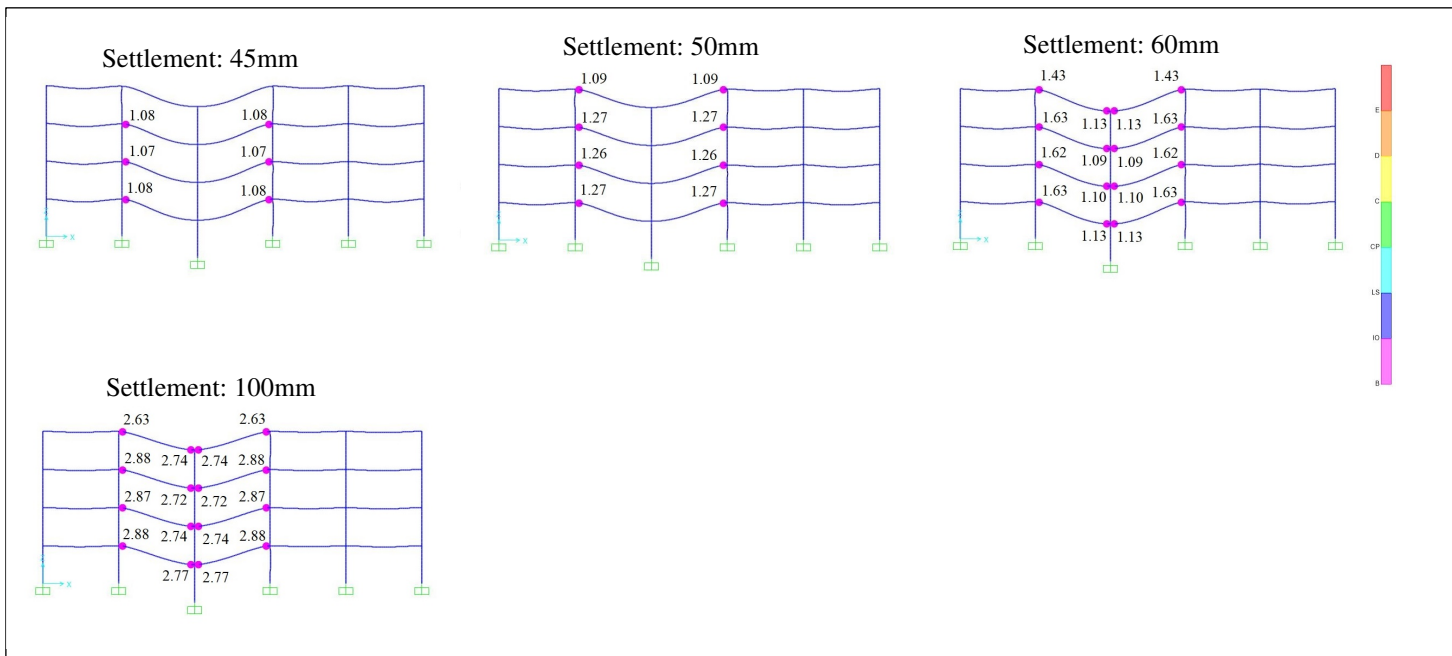 Settlement: 45mm
1.08 1.08
1.07 1.07
1.08 1.08
X
Settlement: 50mm
1.09 1.09
1.27 1.27
1.26 1.26
1.27 1.27
X
Settlement: 60mm
1.43 1.43
1.63 1.13 1.13 1.63
1.62 1.09 1.09 1.62
1.63 1.10 1.10 1.63
1.13 1.13
X
E
D
C
CP
LS
IO
B
Settlement: 100mm
2.63 2.63
2.88 2.74 2.74 2.88
2.87 2.72 2.72 2.87
2.88 2.74 2.74 2.88
2.77 2.77
X